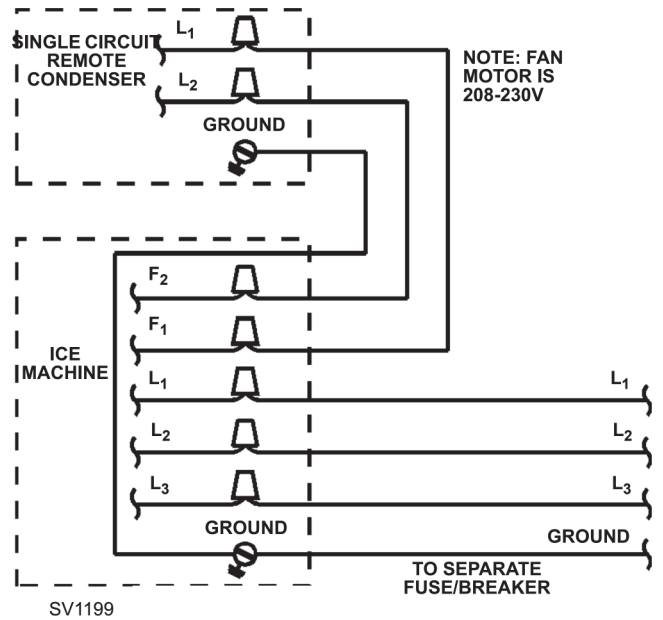 L1
SINGLE CIRCUIT
REMOTE
CONDENSER
L2
GROUND
NOTE: FAN
MOTOR IS
208-230V
F2
F1
ICE
MACHINE
L1
L1
L2
L2
L3
L3
GROUND
GROUND
TO SEPARATE
FUSE/BREAKER
SV1199